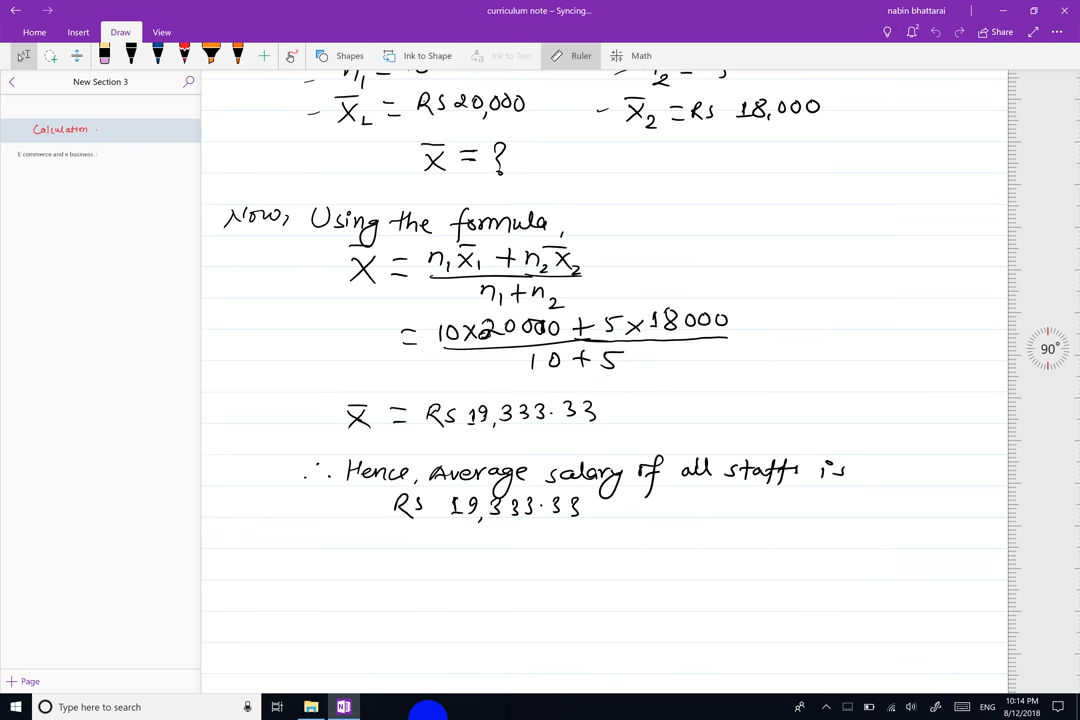 curriculum note – Syncing...
nabin bhattarai
Home Insert Draw View
Share
Shapes
Ink to Shape
Ink to Text
Ruler
Math
New Section 3
Calculation
E commerce and e business
- n₁ =
- X̄₁ = Rs 20,000
- X̄₂ = Rs 18,000
X̄ = ?
Now, Using the formula,
X̄ = n₁X̄₁ + n₂X̄₂
n₁ + n₂
= 10×20000 + 5×18000
10 + 5
X̄ = Rs 19,333.33
∴ Hence, Average salary of all staffs is
Rs 19,333.33
90°
+ Page
Type here to search
ENG
10:14 PM
8/12/2018